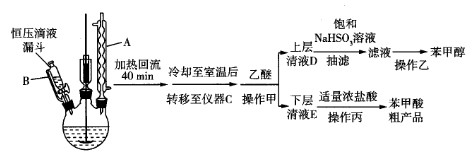 恒压滴液
漏斗
A
B
加热回流
40 min
冷却至室温后
转移至仪器C
乙醚
操作甲
上层
清液D
饱和
NaHSO₃溶液
抽滤
滤液
操作乙
苯甲醇
下层
清液E
适量浓盐酸
操作丙
苯甲酸
粗产品